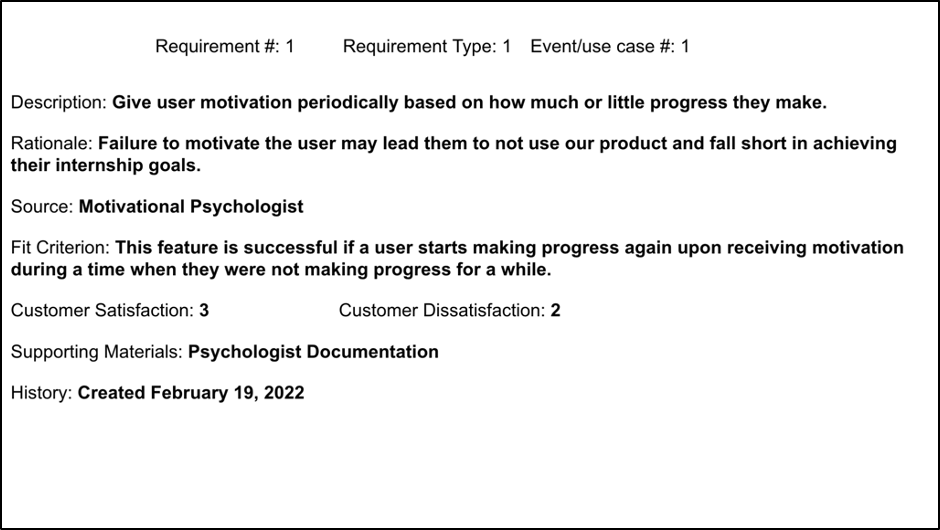 Requirement #: 1 Requirement Type: 1 Event/use case #: 1
Description: Give user motivation periodically based on how much or little progress they make.
Rationale: Failure to motivate the user may lead them to not use our product and fall short in achieving
their internship goals.
Source: Motivational Psychologist
Fit Criterion: This feature is successful if a user starts making progress again upon receiving motivation
during a time when they were not making progress for a while.
Customer Satisfaction: 3 Customer Dissatisfaction: 2
Supporting Materials: Psychologist Documentation
History: Created February 19, 2022